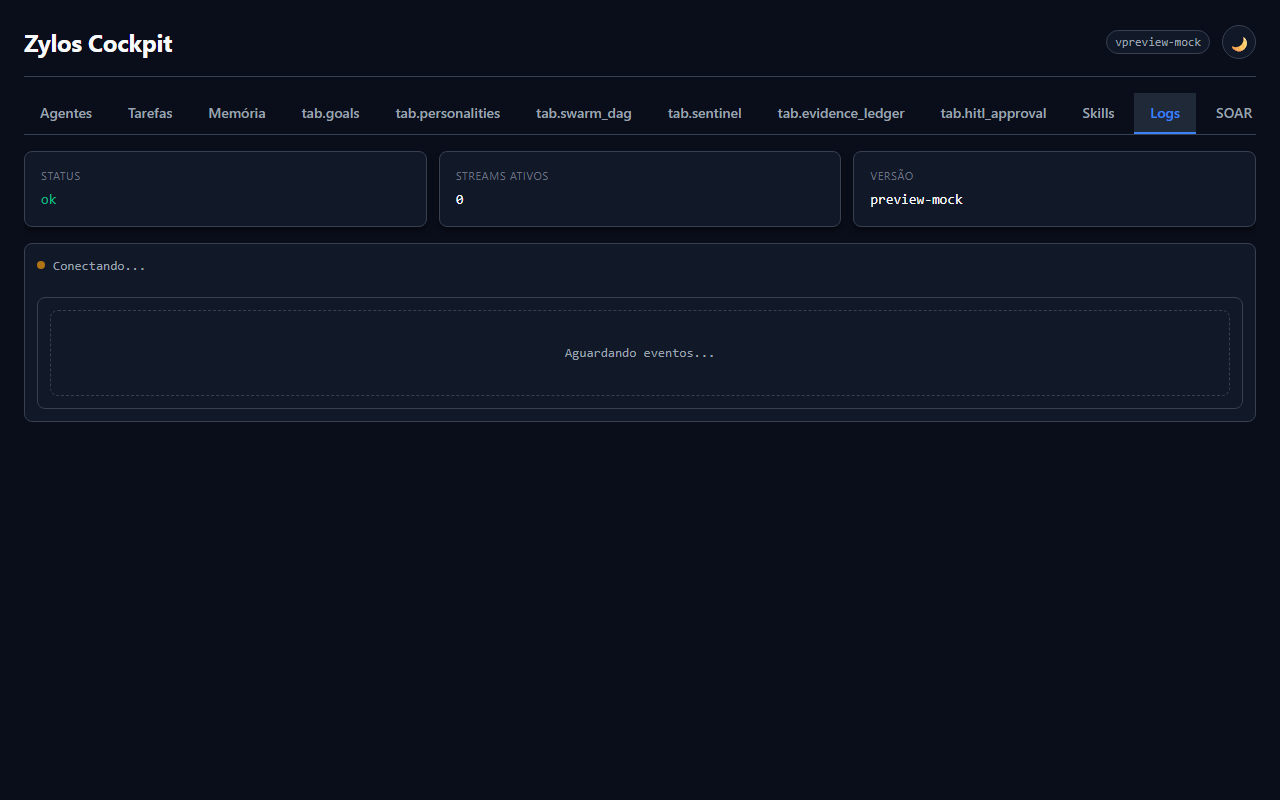 Zylos Cockpit
vpreview-mock
Agentes Tarefas Memória tab.goals tab.personalities tab.swarm_dag tab.sentinel tab.evidence_ledger tab.hitl_approval Skills Logs SOAR
STATUS
ok
STREAMS ATIVOS
0
VERSÃO
preview-mock
Conectando...
Aguardando eventos...